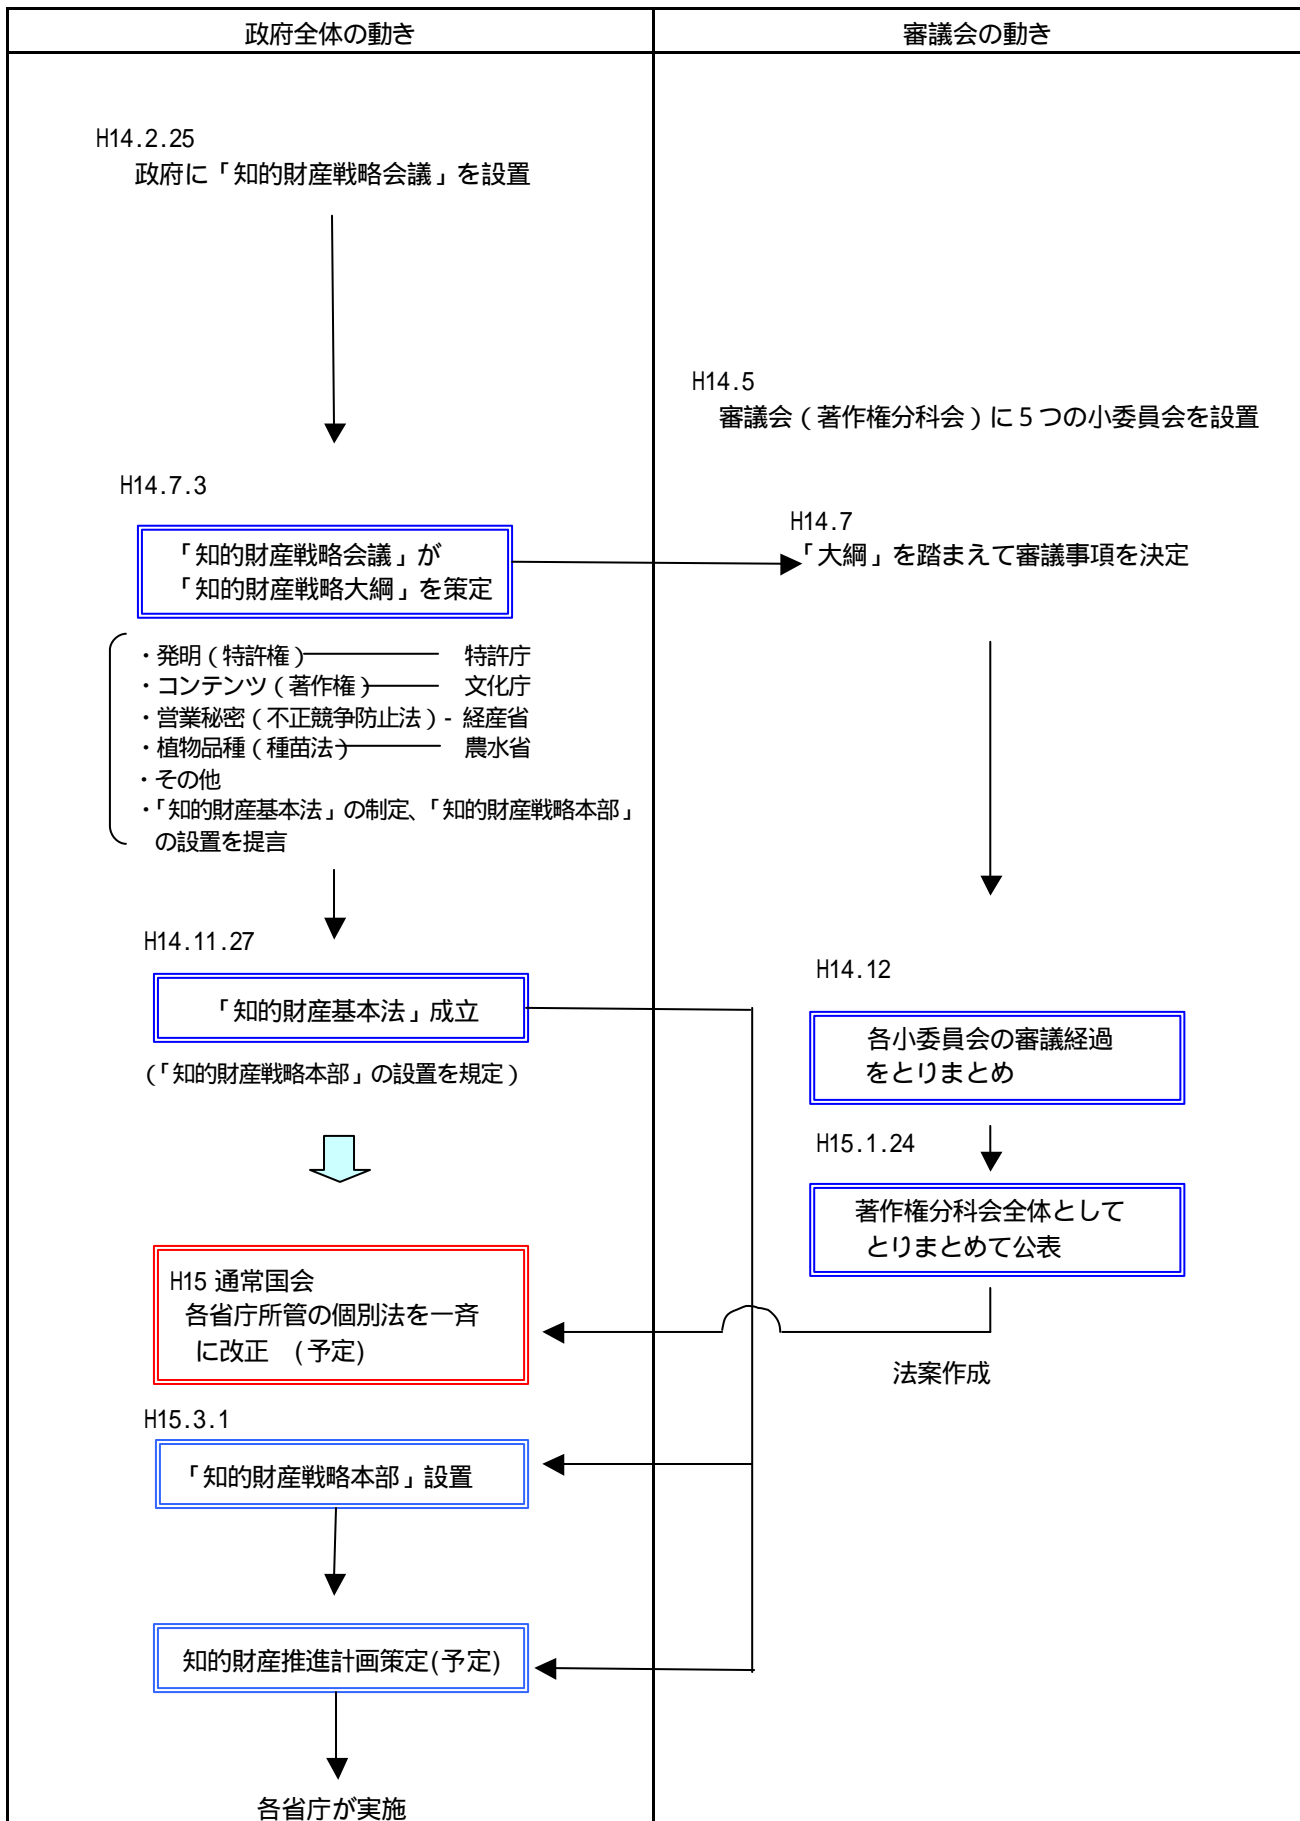 政府全体の動き
審議会の動き
H14.2.25
政府に「知的財産戦略会議」を設置
H14.5
審議会（著作権分科会）に５つの小委員会を設置
H14.7.3
「知的財産戦略会議」が
「知的財産戦略大綱」を策定
H14.7
「大綱」を踏まえて審議事項を決定
・発明（特許権） 特許庁
・コンテンツ（著作権） 文化庁
・営業秘密（不正競争防止法）- 経産省
・植物品種（種苗法） 農水省
・その他
・「知的財産基本法」の制定、「知的財産戦略本部」
の設置を提言
H14.11.27
「知的財産基本法」成立
（「知的財産戦略本部」の設置を規定）
H14.12
各小委員会の審議経過
をとりまとめ
H15.1.24
著作権分科会全体として
とりまとめて公表
法案作成
H15 通常国会
各省庁所管の個別法を一斉
に改正　(予定)
H15.3.1
「知的財産戦略本部」設置
知的財産推進計画策定(予定)
各省庁が実施